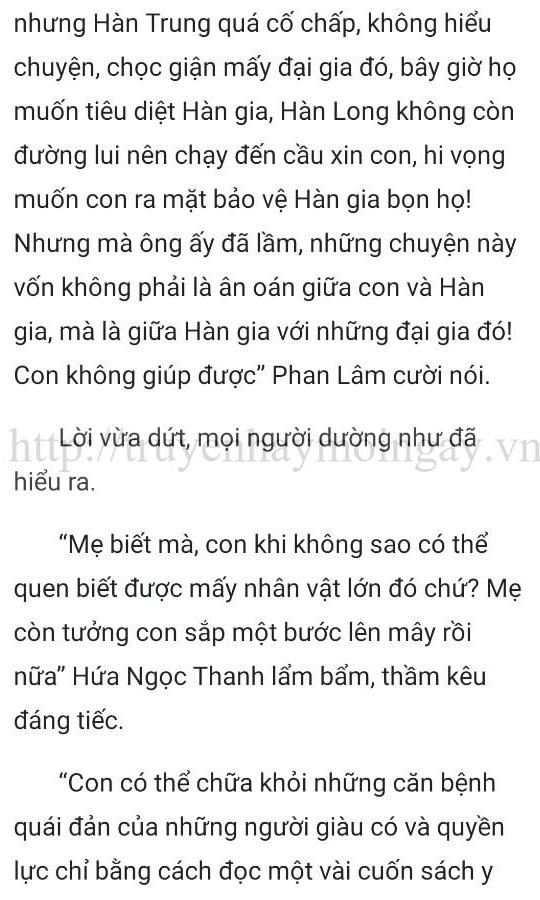 nhưng Hàn Trung quá cố chấp, không hiểu
chuyện, chọc giận mấy đại gia đó, bây giờ họ
muốn tiêu diệt Hàn gia, Hàn Long không còn
đường lui nên chạy đến cầu xin con, hi vọng
muốn con ra mặt bảo vệ Hàn gia bọn họ!
Nhưng mà ông ấy đã lầm, những chuyện này
vốn không phải là ân oán giữa con và Hàn
gia, mà là giữa Hàn gia với những đại gia đó!
Con không giúp được” Phan Lâm cười nói.
Lời vừa dứt, mọi người dường như đã
http://truyenhaymoingay.vn
hiểu ra.
“Mẹ biết mà, con khi không sao có thể
quen biết được mấy nhân vật lớn đó chứ? Mẹ
còn tưởng con sắp một bước lên mây rồi
nữa” Hứa Ngọc Thanh lẩm bẩm, thầm kêu
đáng tiếc.
“Con có thể chữa khỏi những căn bệnh
quái đản của những người giàu có và quyền
lực chỉ bằng cách đọc một vài cuốn sách y